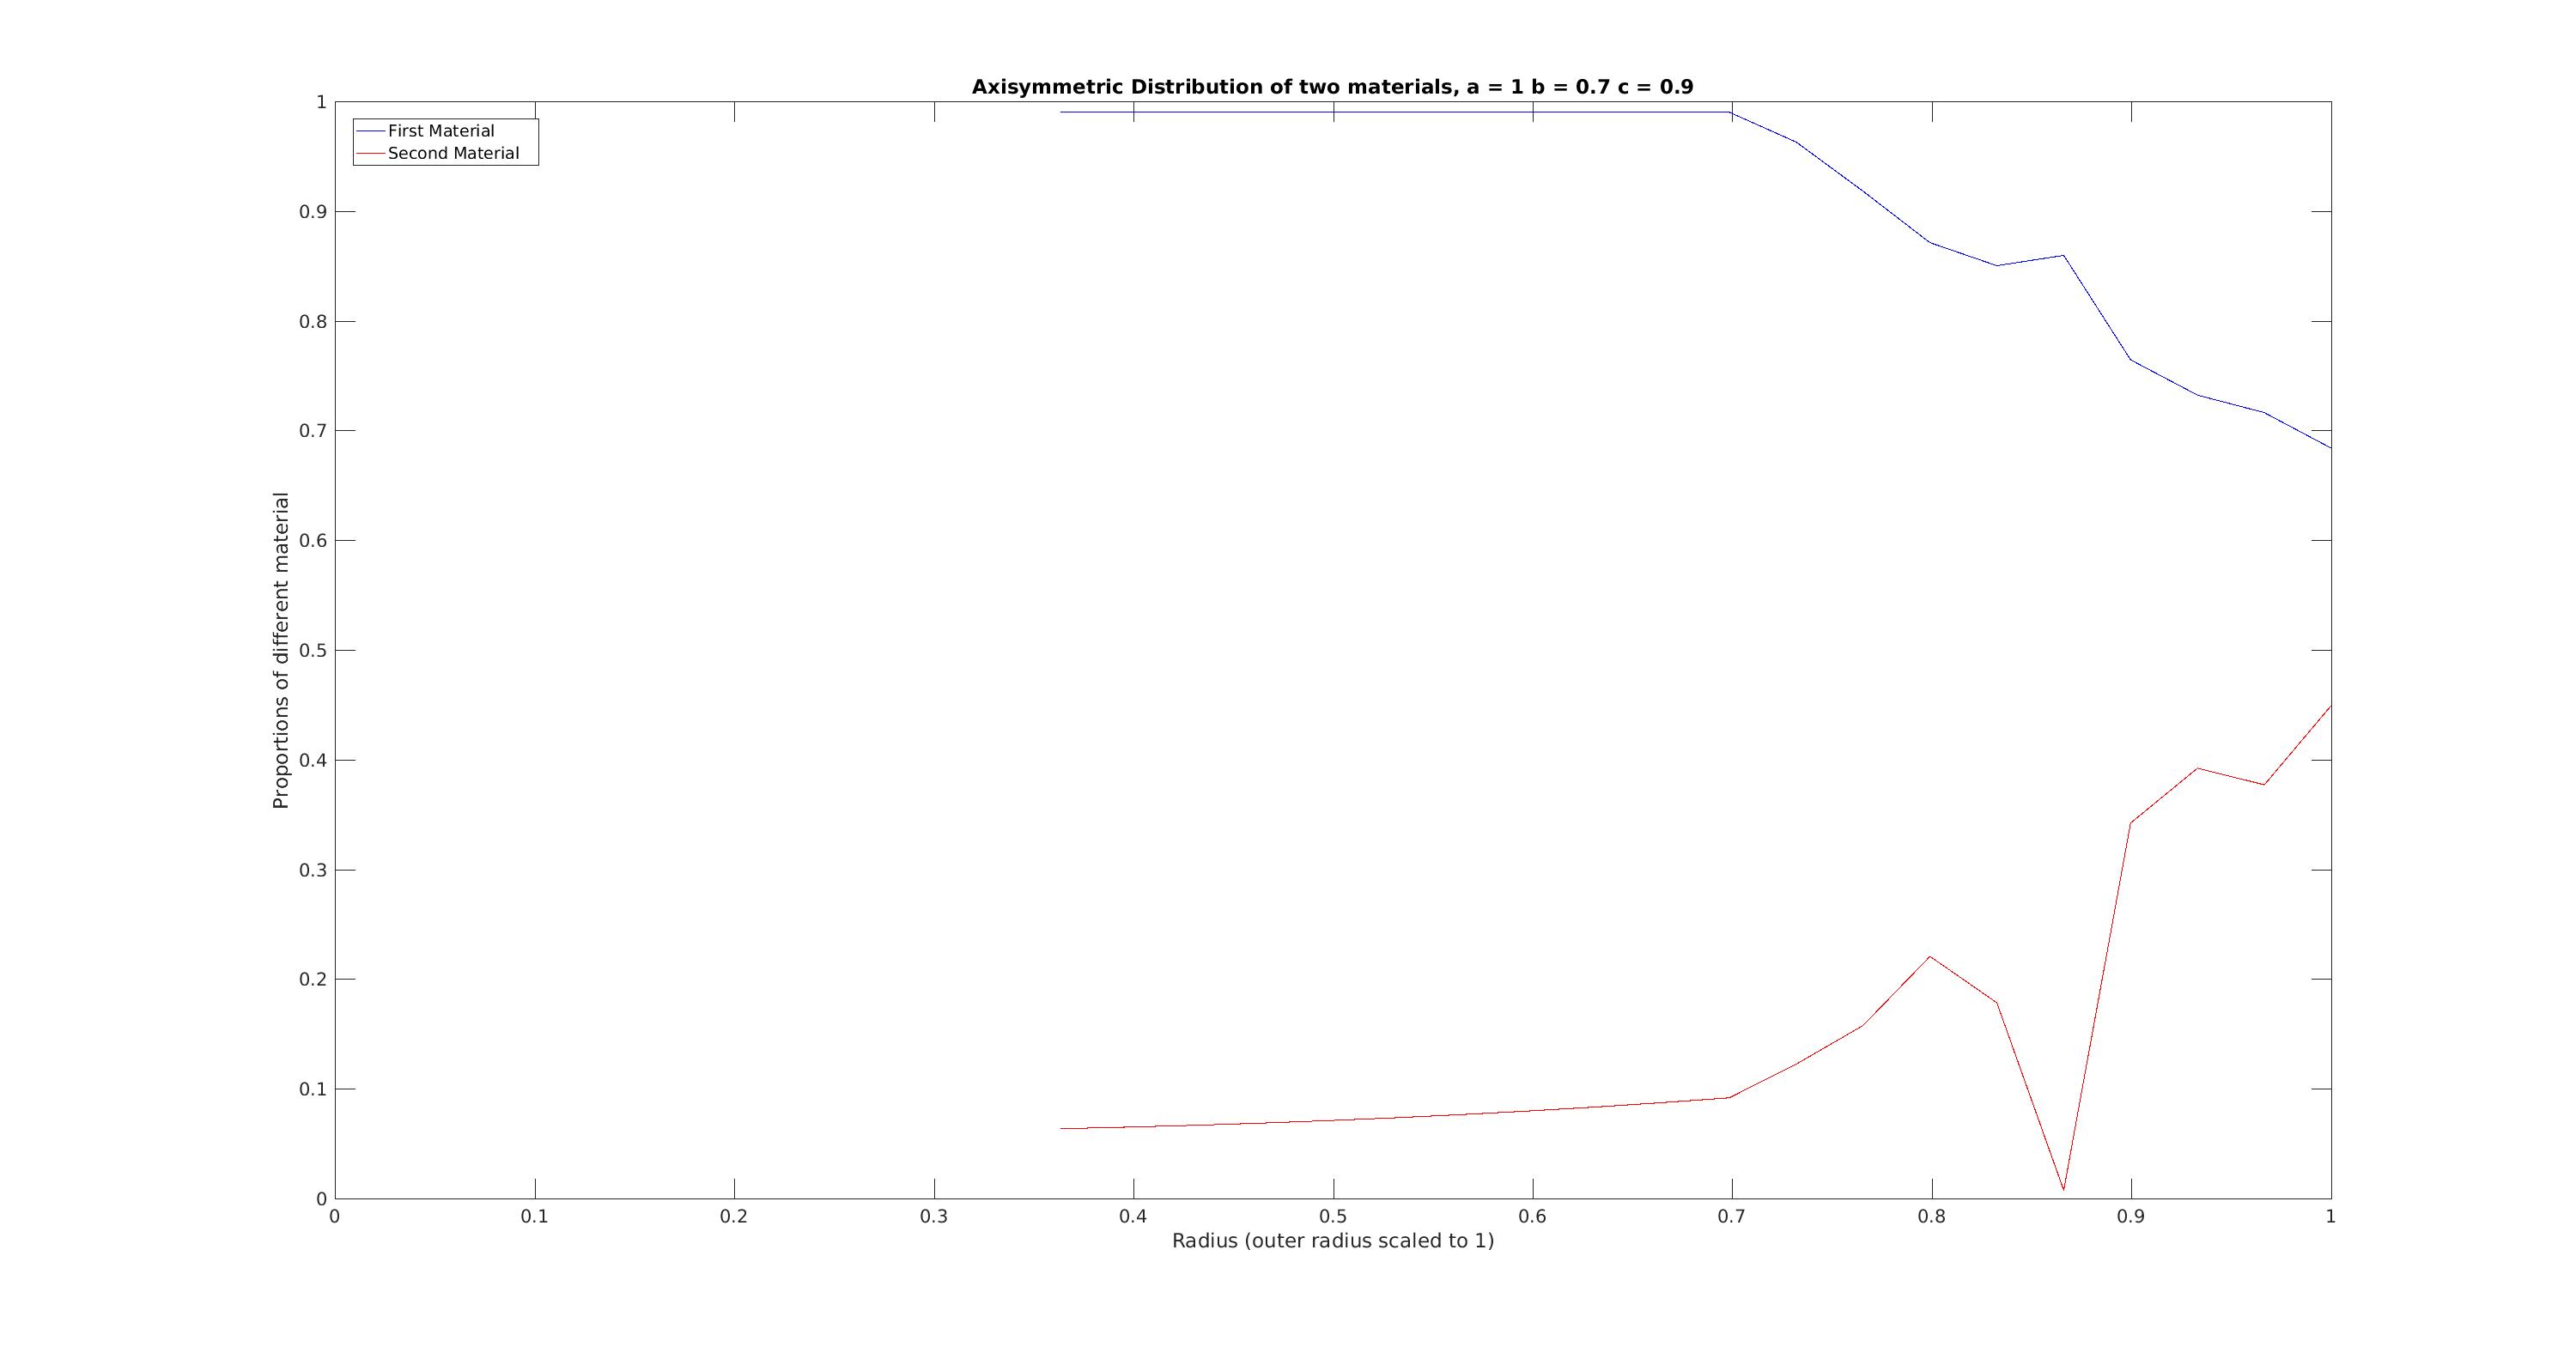 Axisymmetric Distribution of two materials, a = 1 b = 0.7 c = 0.9
First Material
Second Material
Proportions of different material
1
0.9
0.8
0.7
0.6
0.5
0.4
0.3
0.2
0.1
0
0 0.1 0.2 0.3 0.4 0.5 0.6 0.7 0.8 0.9 1
Radius (outer radius scaled to 1)